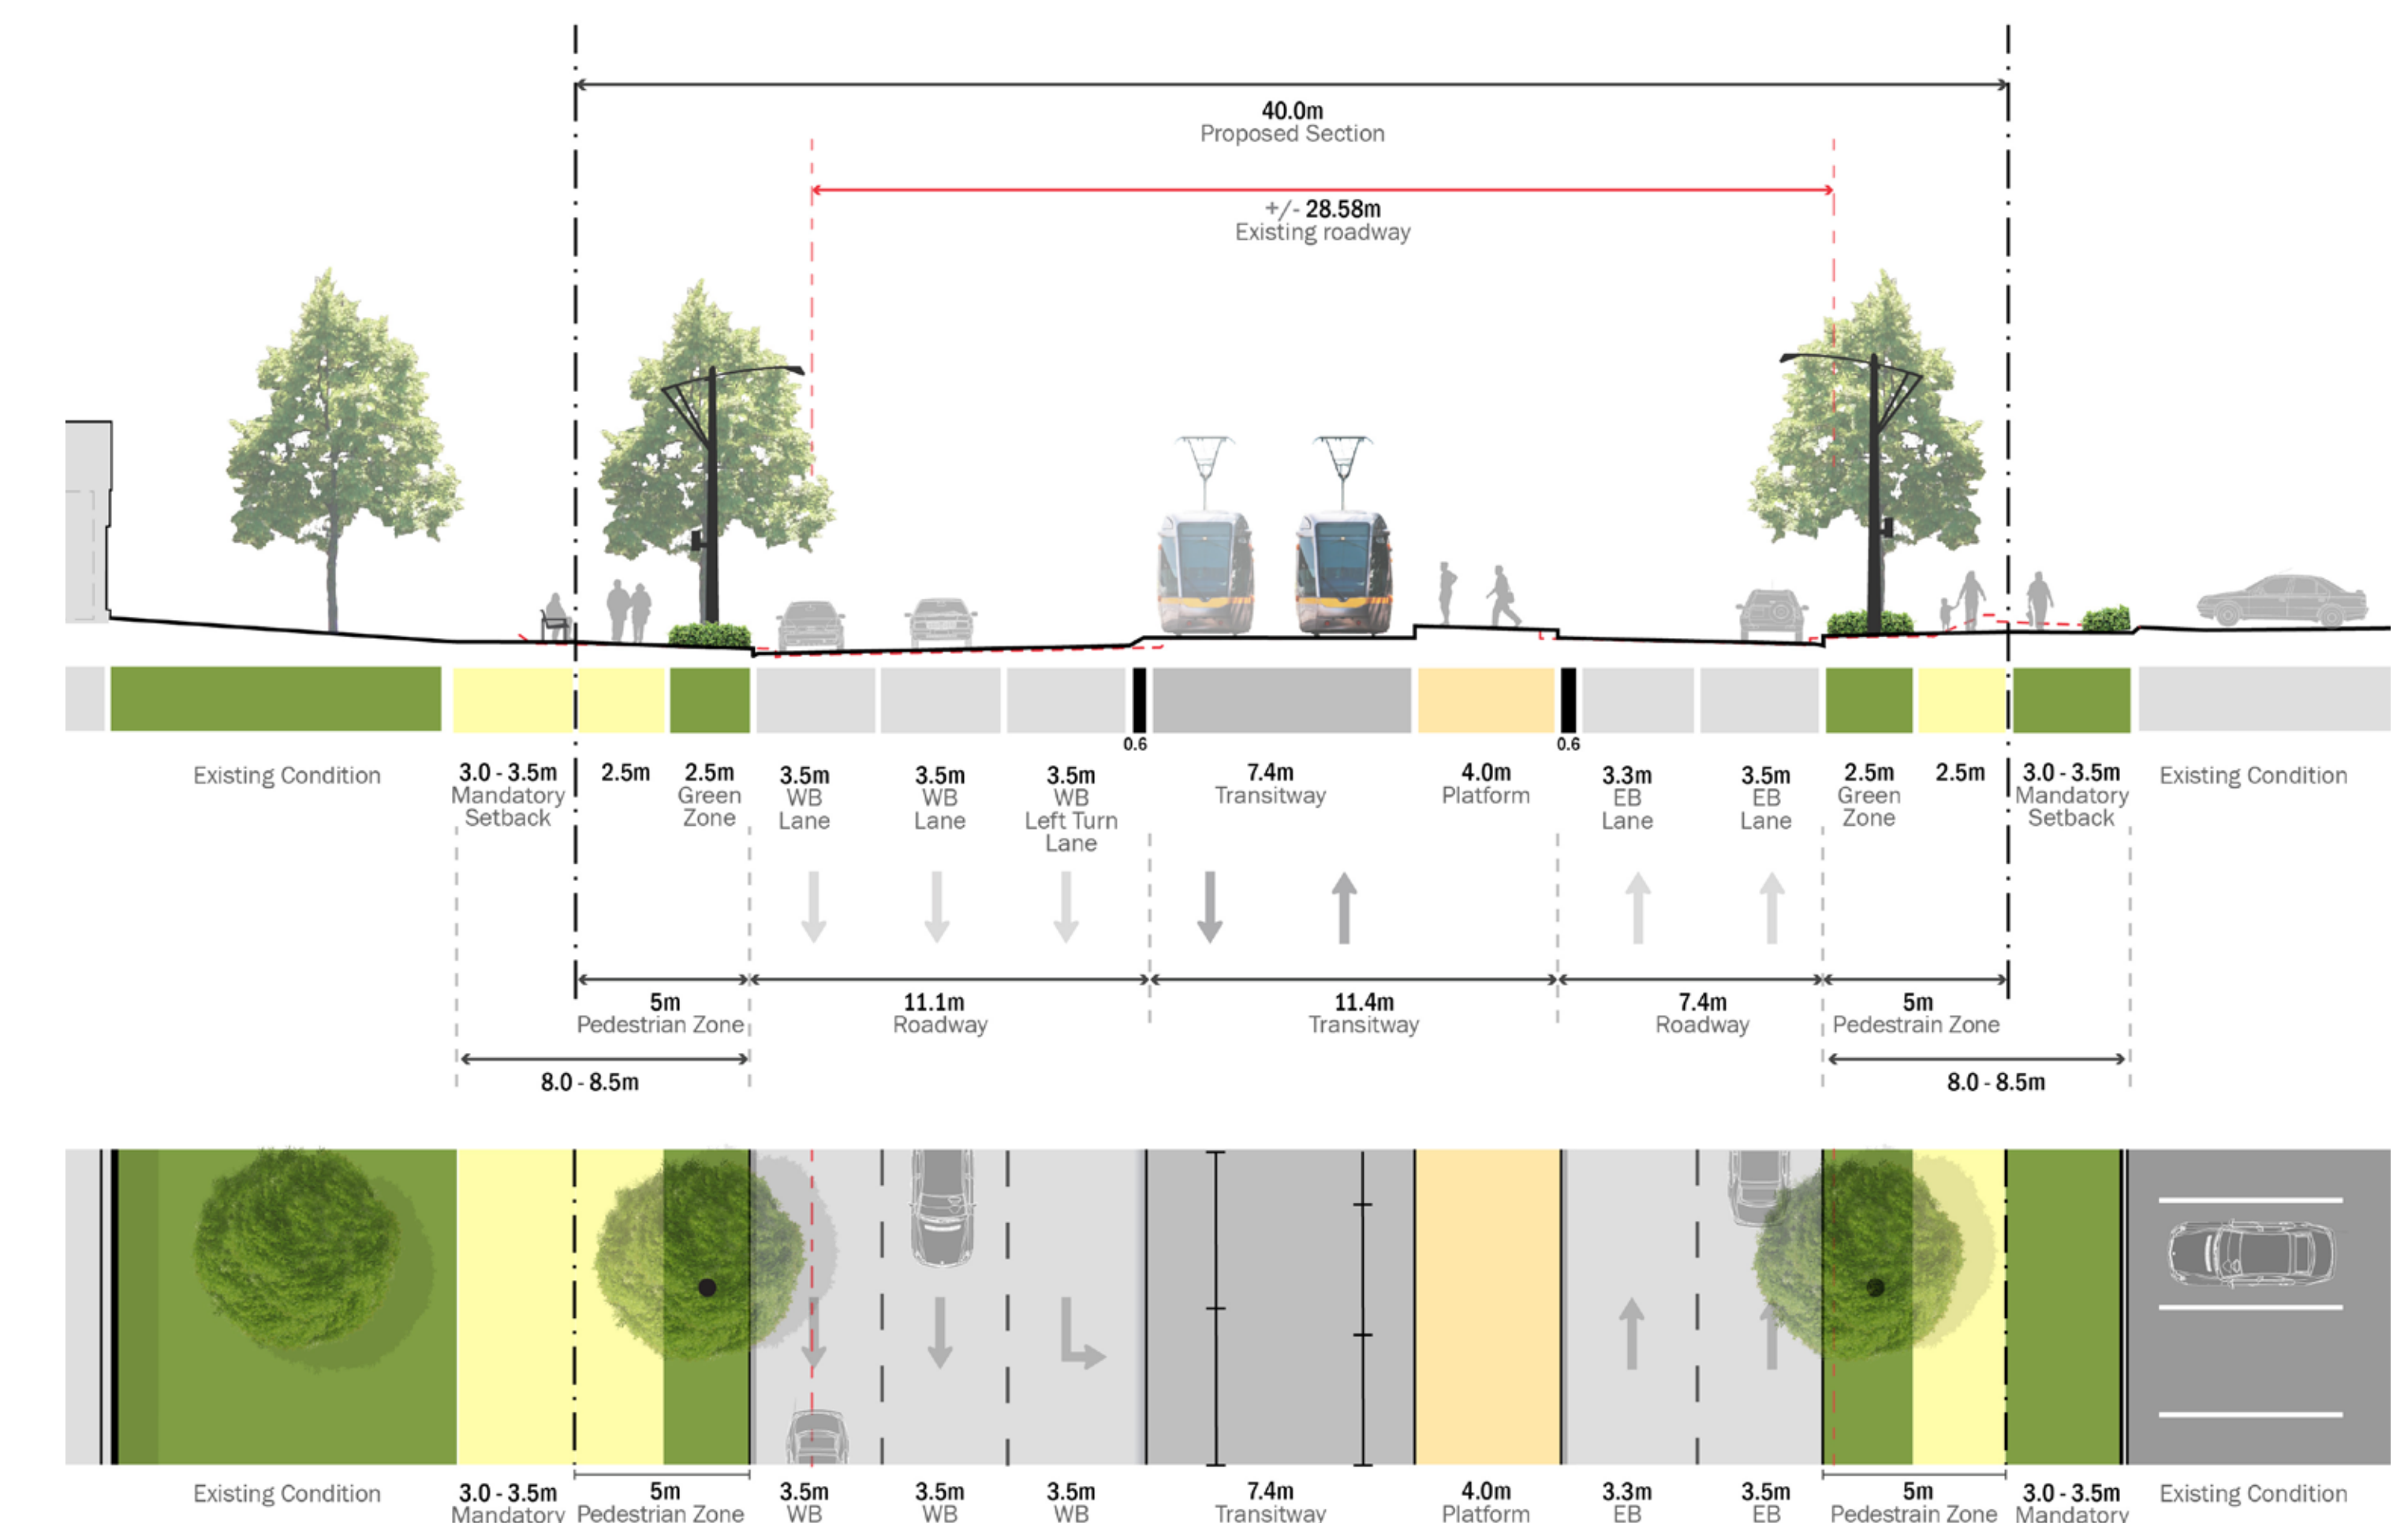 40.0m
Proposed Section
+/- 28.58m
Existing roadway
0.6
0.6
Existing Condition
3.0 - 3.5m
Mandatory
Setback
2.5m
2.5m
Green
Zone
3.5m
WB
Lane
3.5m
WB
Lane
3.5m
WB
Left Turn
Lane
7.4m
Transitway
4.0m
Platform
3.3m
EB
Lane
3.5m
EB
Lane
2.5m
Green
Zone
2.5m
3.0 - 3.5m
Mandatory
Setback
Existing Condition
5m
Pedestrian Zone
11.1m
Roadway
11.4m
Transitway
7.4m
Roadway
5m
Pedestrain Zone
8.0 - 8.5m
8.0 - 8.5m
Existing Condition
3.0 - 3.5m
Mandatory
5m
Pedestrian Zone
3.5m
WB
3.5m
WB
3.5m
WB
7.4m
Transitway
4.0m
Platform
3.3m
EB
3.5m
EB
5m
Pedestrain Zone
3.0 - 3.5m
Mandatory
Existing Condition